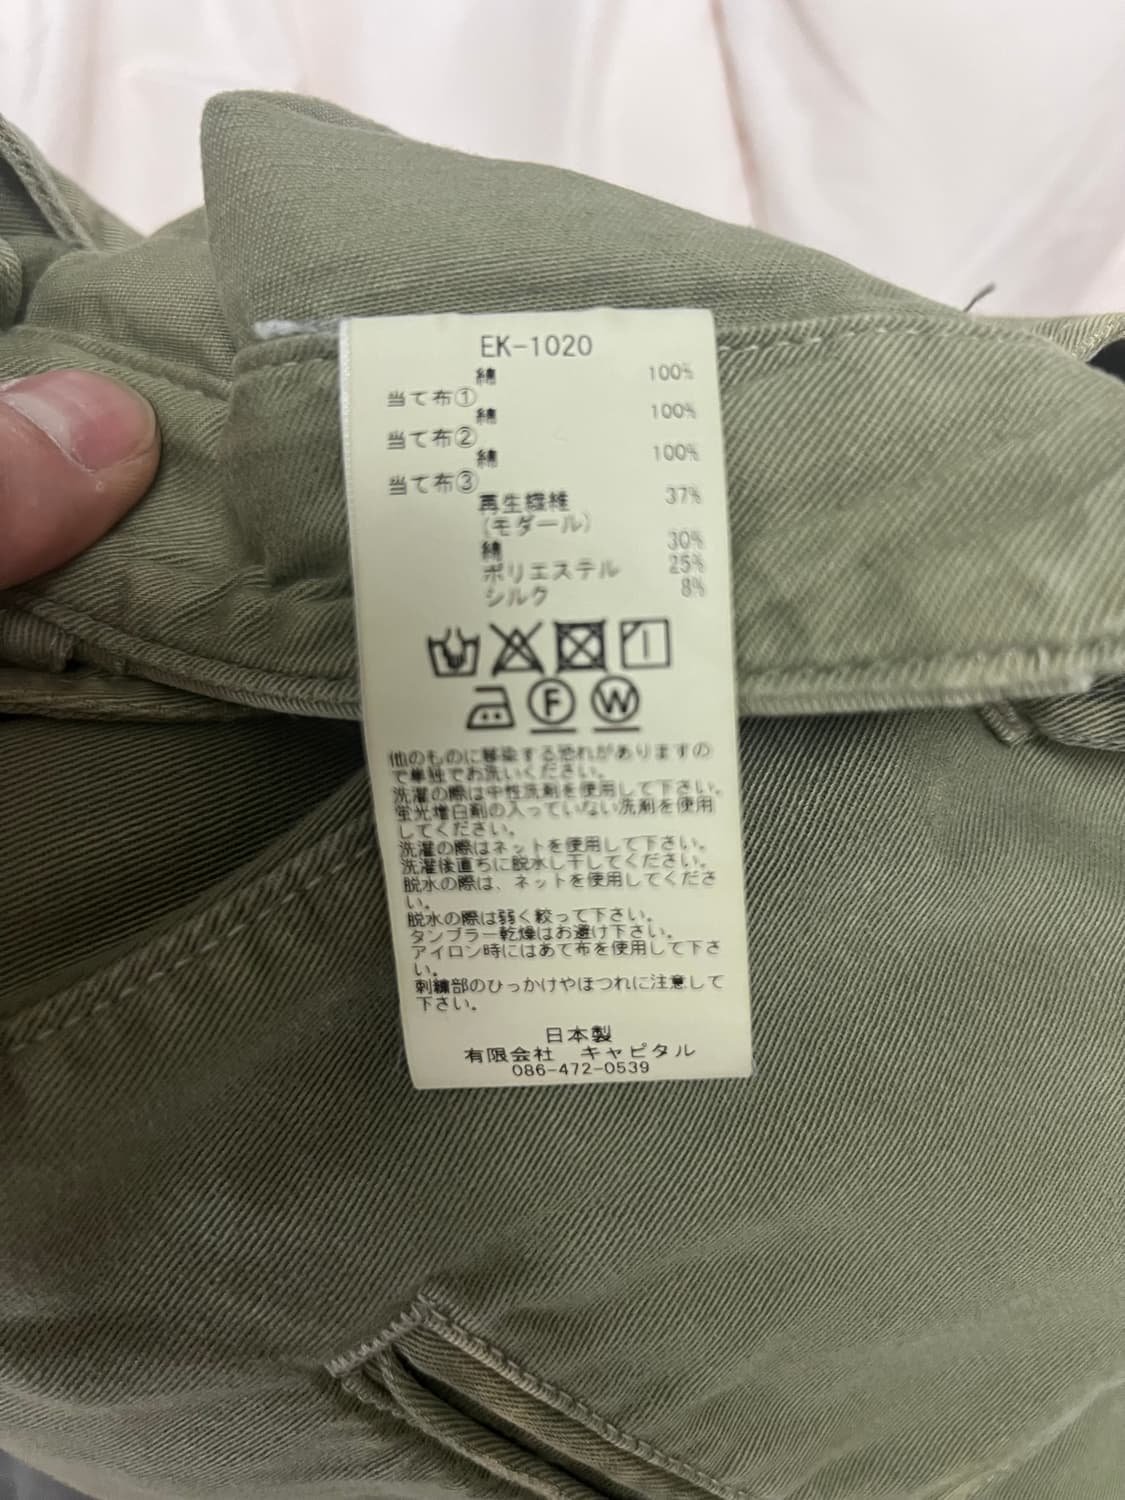 EK-1020
綿 100%
当て布①
綿 100%
当て布②
綿 100%
当て布③
再生繊維 37%
(モダール)
綿 30%
ポリエステル 25%
シルク 8%
F W
他のものに移染する恐れがありますの
で単独でお洗いください。
洗濯の際は中性洗剤を使用して下さい。
蛍光増白剤の入っていない洗剤を使用
してください。
洗濯の際はネットを使用して下さい。
洗濯後直ちに脱水し干してください。
脱水の際は、ネットを使用してくださ
い。
脱水の際は弱く絞って下さい。
タンブラー乾燥はお避け下さい。
アイロン時にはあて布を使用して下さ
い。
刺繍部のひっかけやほつれに注意して
下さい。
日本製
有限会社 キャピタル
086-472-0539